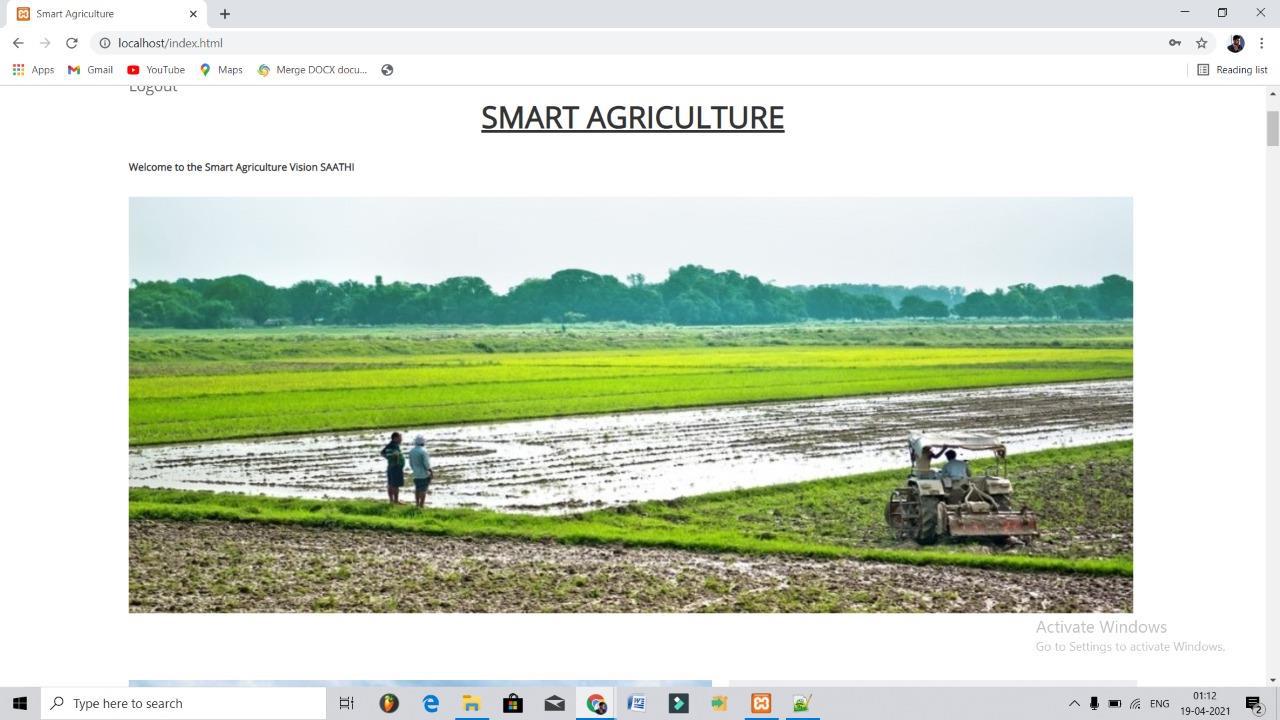 Smart Agriculture
localhost/index.html
Apps Gmail YouTube Maps Merge DOCX docu... Reading list
Logout
SMART AGRICULTURE
Welcome to the Smart Agriculture Vision SAATHI
Activate Windows
Go to Settings to activate Windows.
Type here to search
ENG
01:12
19-04-2021
2